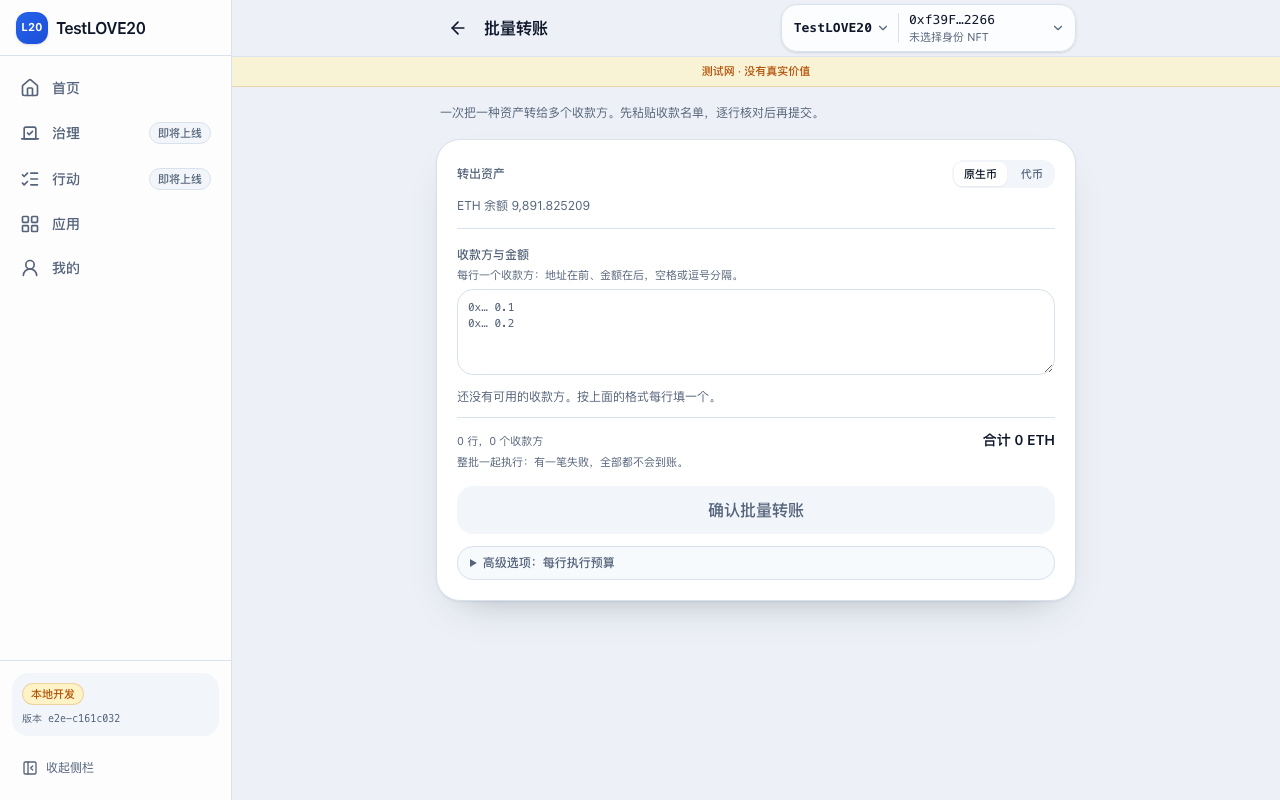 L20 TestLOVE20
首页
治理 即将上线
行动 即将上线
应用
我的
本地开发
版本 e2e-c161c032
收起侧栏
批量转账
TestLOVE20
0xf39F…2266
未选择身份 NFT
测试网 · 没有真实价值
一次把一种资产转给多个收款方。先粘贴收款名单，逐行核对后再提交。
转出资产 原生币 代币
ETH 余额 9,891.825209
收款方与金额
每行一个收款方：地址在前、金额在后，空格或逗号分隔。
0x… 0.1
0x… 0.2
还没有可用的收款方。按上面的格式每行填一个。
0 行，0 个收款方 合计 0 ETH
整批一起执行：有一笔失败，全部都不会到账。
确认批量转账
高级选项：每行执行预算